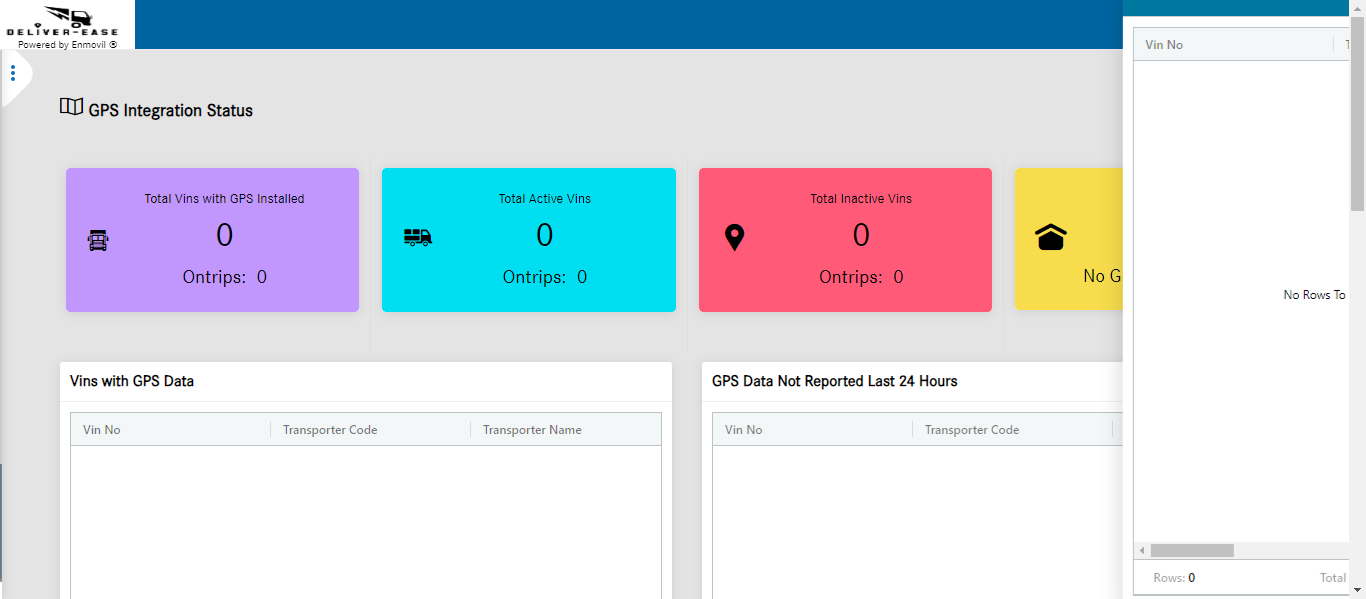 DELIVER-EASE
Powered by Enmovil ®
GPS Integration Status
Total Vins with GPS Installed
0
Ontrips: 0
Total Active Vins
0
Ontrips: 0
Total Inactive Vins
0
Ontrips: 0
No G
Vins with GPS Data
Vin No
Transporter Code
Transporter Name
GPS Data Not Reported Last 24 Hours
Vin No
Transporter Code
Vin No
No Rows To
Rows: 0
Total